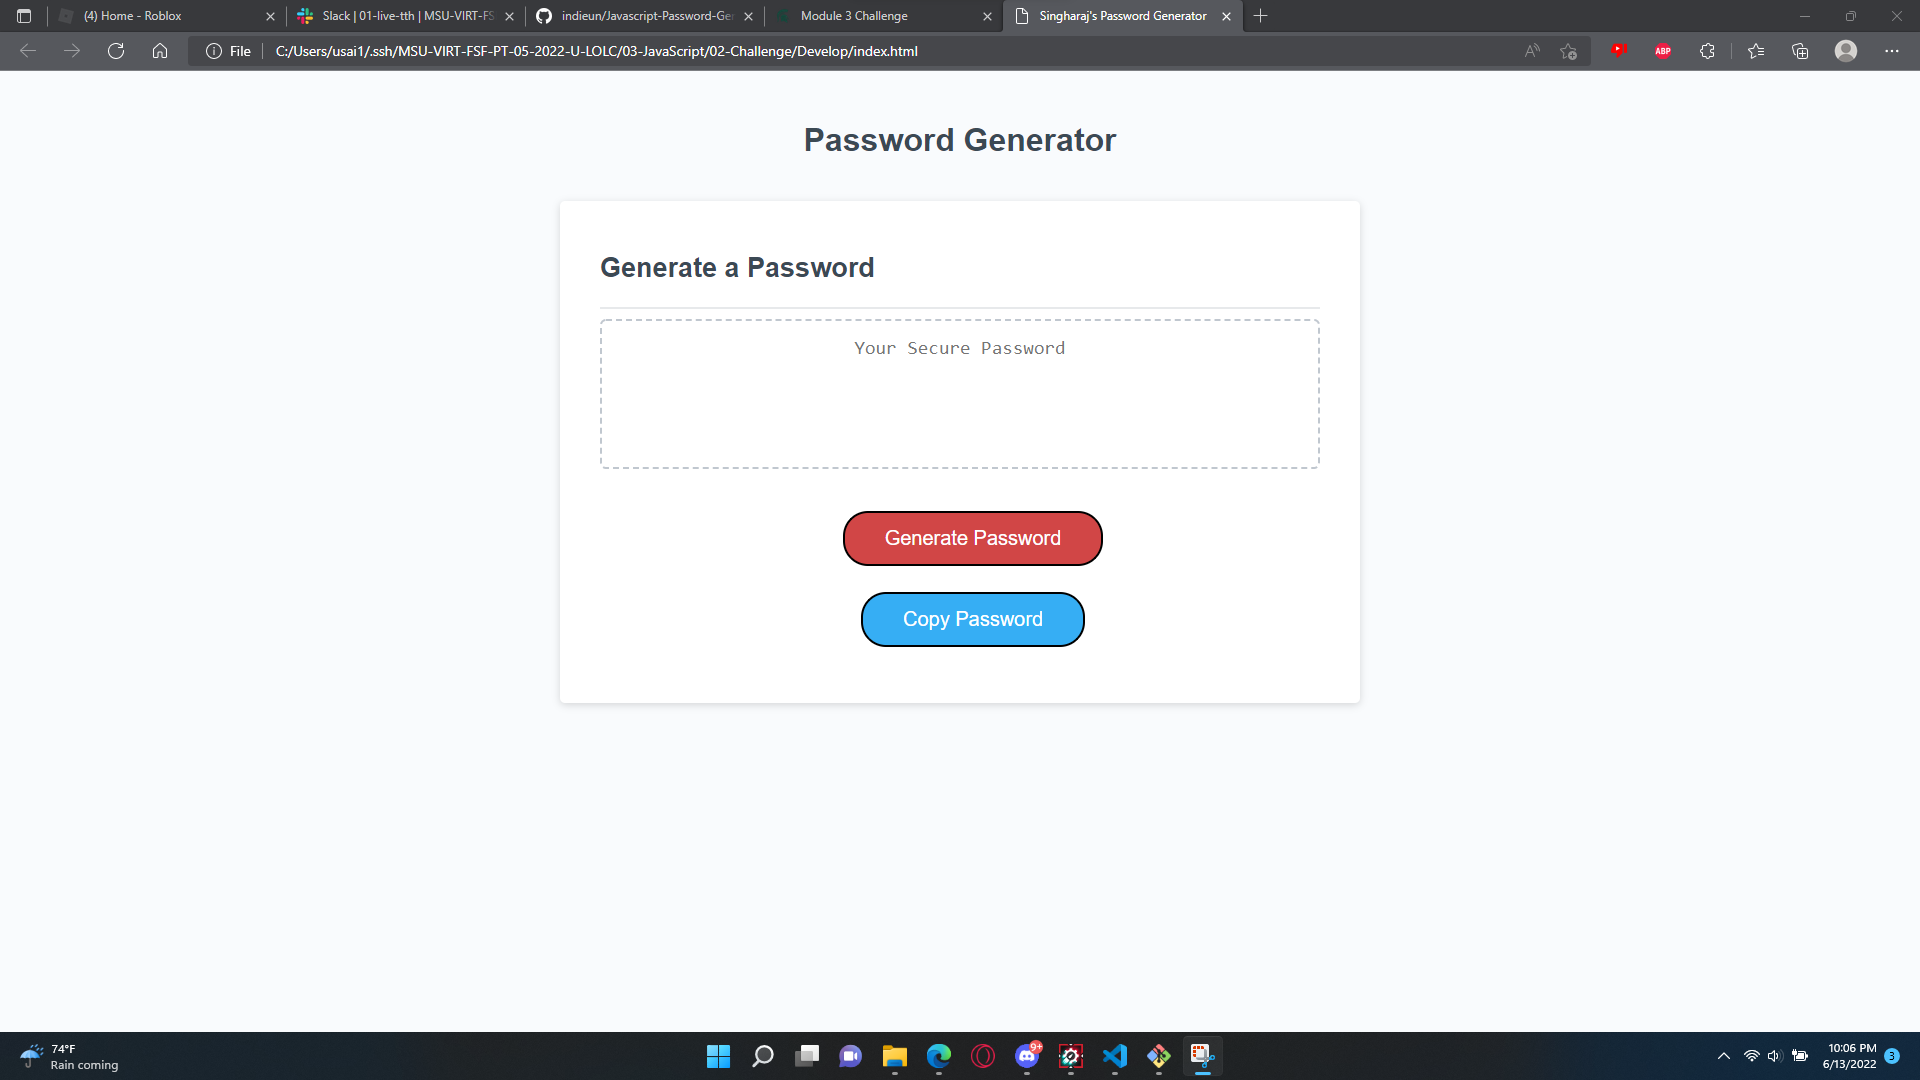 (4) Home - Roblox
Slack | 01-live-tth | MSU-VIRT-FS
indieun/Javascript-Password-Ger
Module 3 Challenge
Singharaj's Password Generator
File
C:/Users/usai1/.ssh/MSU-VIRT-FSF-PT-05-2022-U-LOLC/03-JavaScript/02-Challenge/Develop/index.html
ABP
Password Generator
Generate a Password
Your Secure Password
Generate Password
Copy Password
74°F
Rain coming
9+
10:06 PM
6/13/2022
3